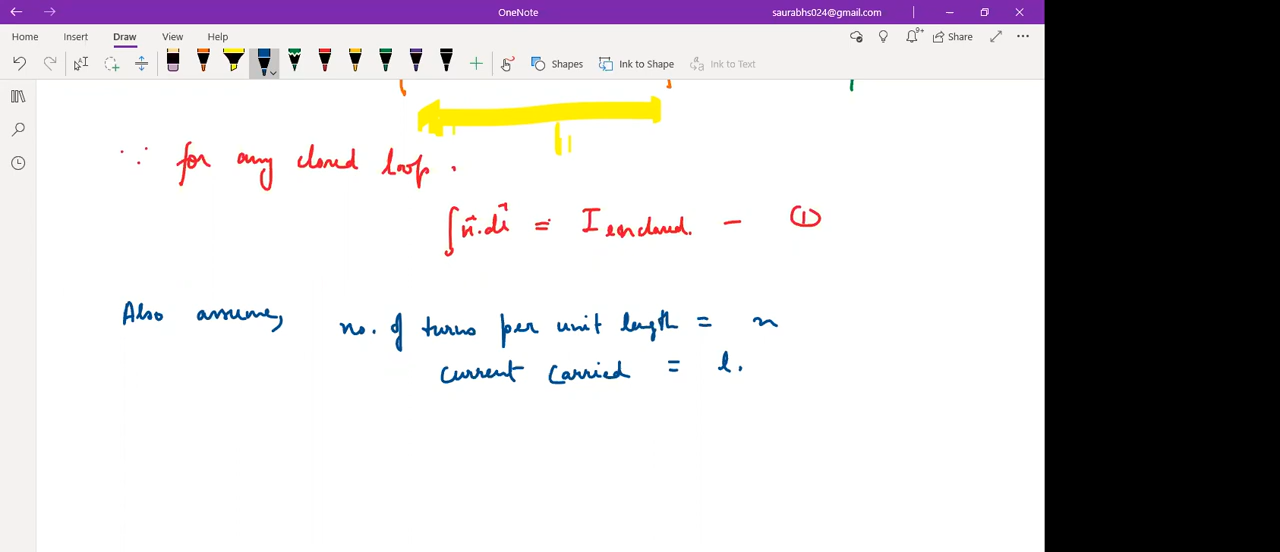 OneNote
saurabhs024@gmail.com
Home Insert Draw View Help
9+ Share
Shapes Ink to Shape Ink to Text
∵ for any closed loop.
∫ H⃗.dl⃗ = I enclosed. — ①
Also assume, no. of turns per unit length = n
current carried = I.